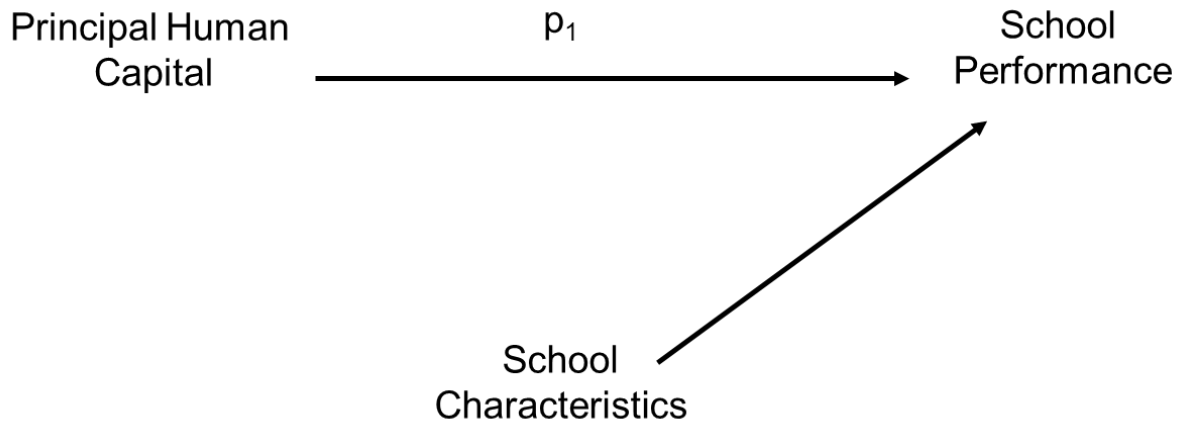 Principal Human
Capital
p₁
School
Performance
School
Characteristics